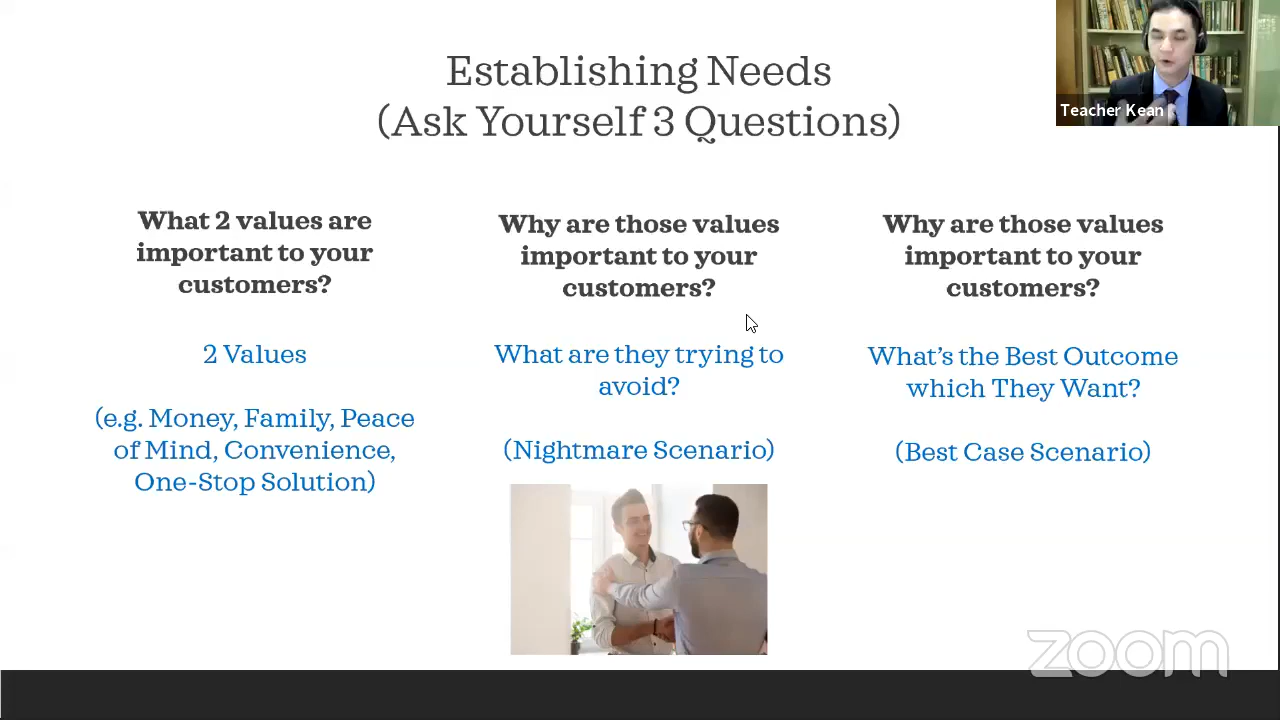 Establishing Needs
(Ask Yourself 3 Questions)
Teacher Kean
What 2 values are
important to your
customers?
2 Values
(e.g. Money, Family, Peace
of Mind, Convenience,
One-Stop Solution)
Why are those values
important to your
customers?
What are they trying to
avoid?
(Nightmare Scenario)
Why are those values
important to your
customers?
What's the Best Outcome
which They Want?
(Best Case Scenario)
zoom